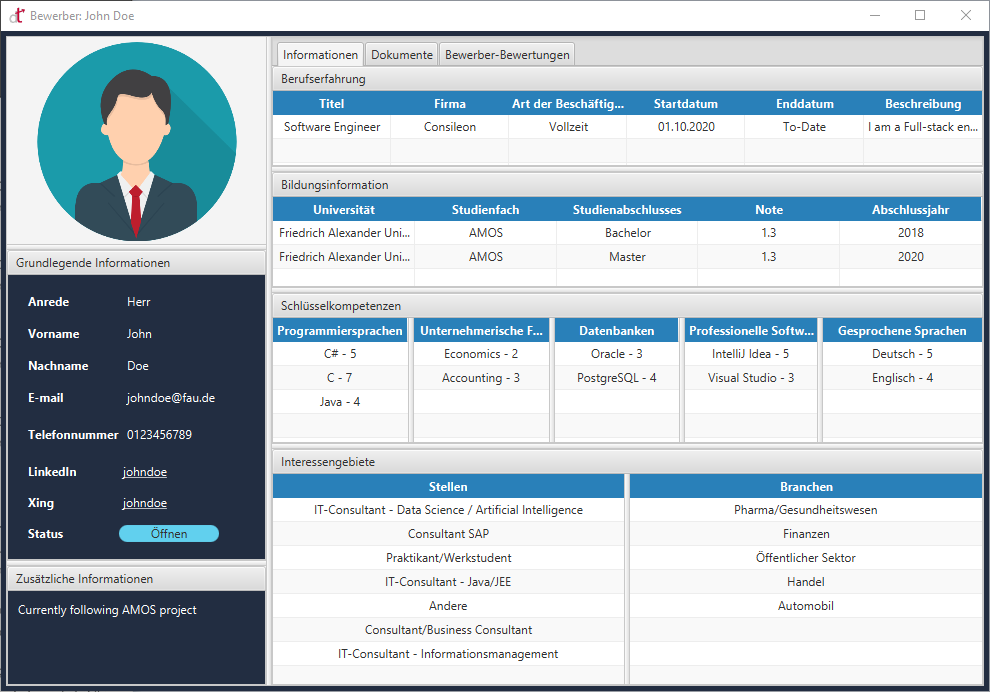 Bewerber: John Doe
Grundlegende Informationen
Anrede Herr
Vorname John
Nachname Doe
E-mail johndoe@fau.de
Telefonnummer 0123456789
LinkedIn johndoe
Xing johndoe
Status Öffnen
Zusätzliche Informationen
Currently following AMOS project
Informationen Dokumente Bewerber-Bewertungen
Berufserfahrung
Titel Firma Art der Beschäftig... Startdatum Enddatum Beschreibung
Software Engineer Consileon Vollzeit 01.10.2020 To-Date I am a Full-stack en...
Bildungsinformation
Universität Studienfach Studienabschlusses Note Abschlussjahr
Friedrich Alexander Uni... AMOS Bachelor 1.3 2018
Friedrich Alexander Uni... AMOS Master 1.3 2020
Schlüsselkompetenzen
Programmiersprachen Unternehmerische F... Datenbanken Professionelle Softw... Gesprochene Sprachen
C# - 5 Economics - 2 Oracle - 3 IntelliJ Idea - 5 Deutsch - 5
C - 7 Accounting - 3 PostgreSQL - 4 Visual Studio - 3 Englisch - 4
Java - 4
Interessengebiete
Stellen Branchen
IT-Consultant - Data Science / Artificial Intelligence Pharma/Gesundheitswesen
Consultant SAP Finanzen
Praktikant/Werkstudent Öffentlicher Sektor
IT-Consultant - Java/JEE Handel
Andere Automobil
Consultant/Business Consultant
IT-Consultant - Informationsmanagement